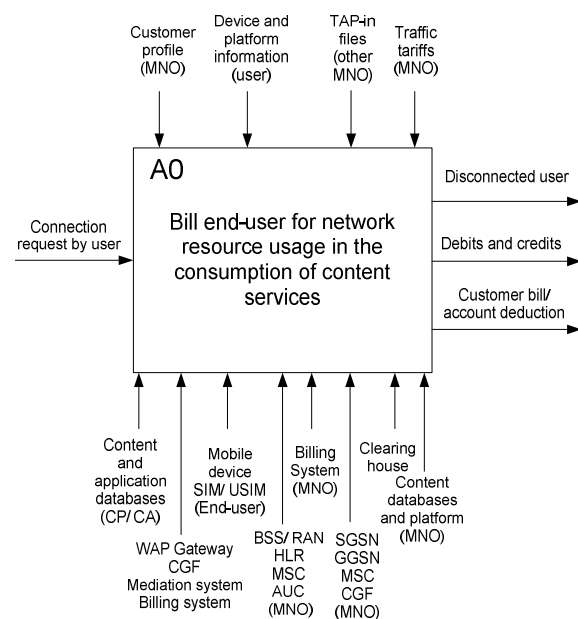 Customer
profile
(MNO)
Device and
platform
information
(user)
TAP-in
files
(other
MNO)
Traffic
tariffs
(MNO)
A0
Bill end-user for network
resource usage in the
consumption of content
services
Connection
request by user
Disconnected user
Debits and credits
Customer bill/
account deduction
Content
and
application
databases
(CP/CA)
WAP Gateway
CGF
Mediation system
Billing system
Mobile
device
SIM/ USIM
(End-user)
BSS/ RAN
HLR
MSC
AUC
(MNO)
Billing
System
(MNO)
SGSN
GGSN
MSC
CGF
(MNO)
Clearing
house
Content
databases
and platform
(MNO)